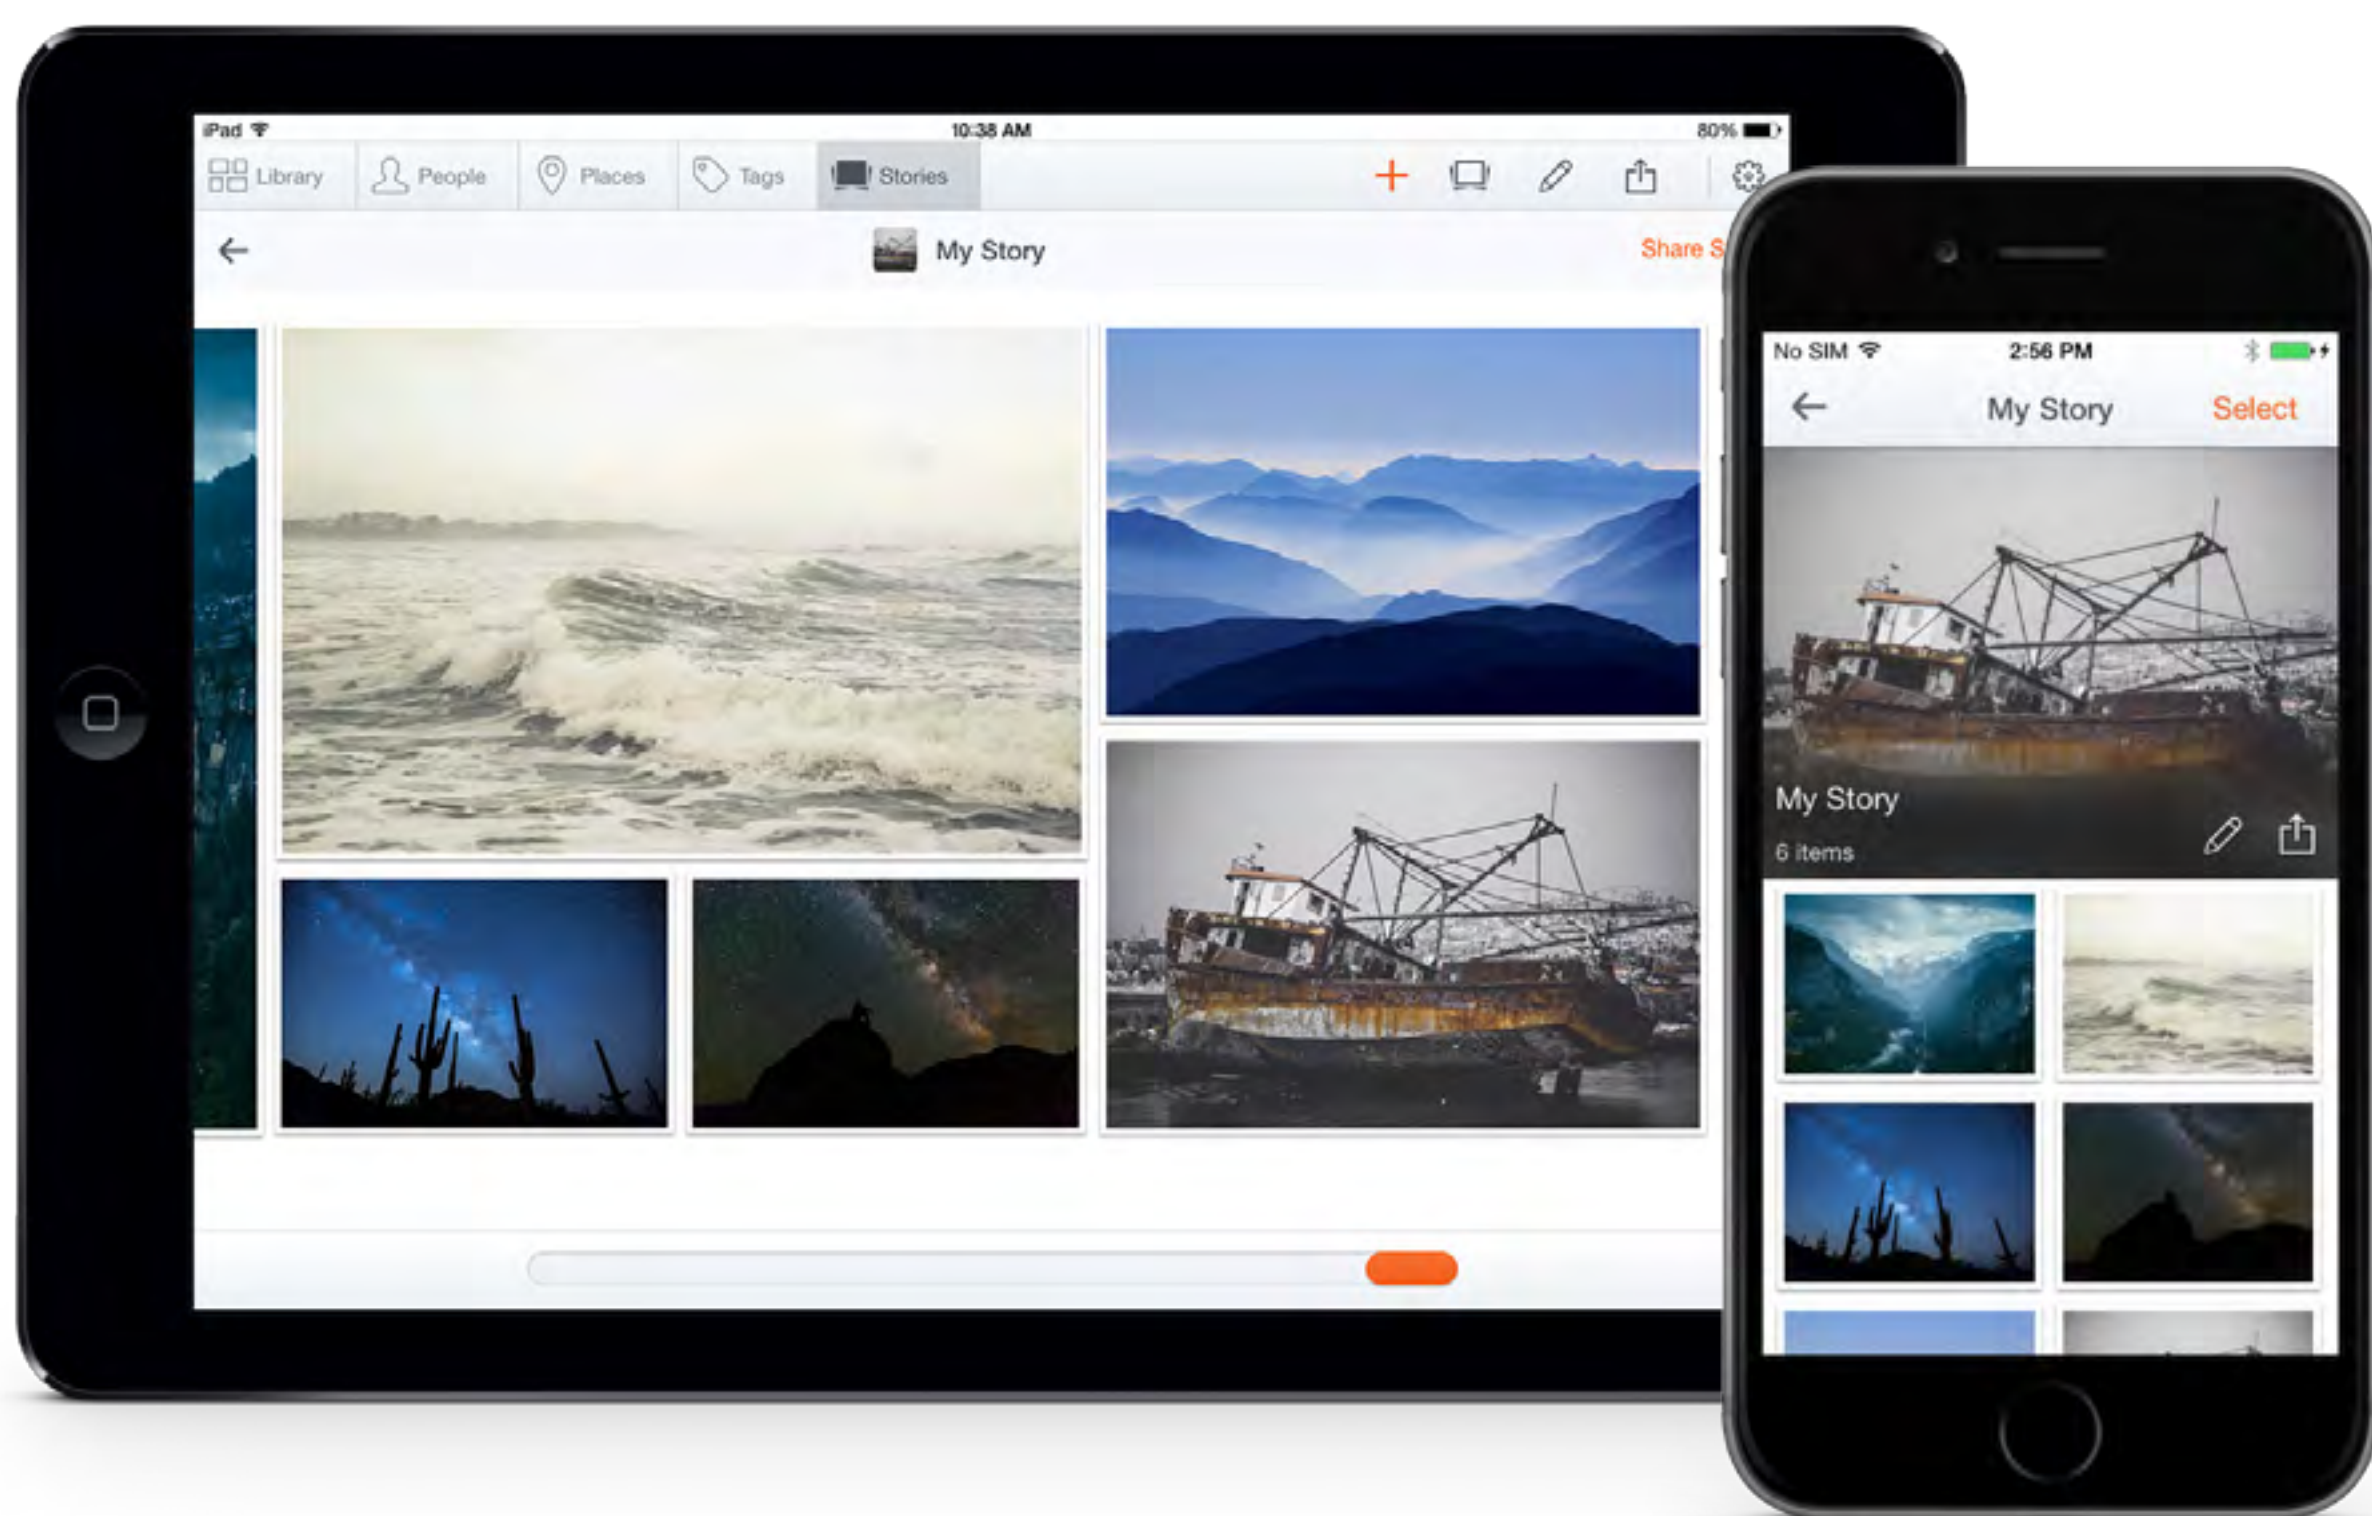 iPad 10:38 AM 80%
Library People Places Tags Stories
My Story Share S
No SIM 2:56 PM
My Story Select
My Story
6 items